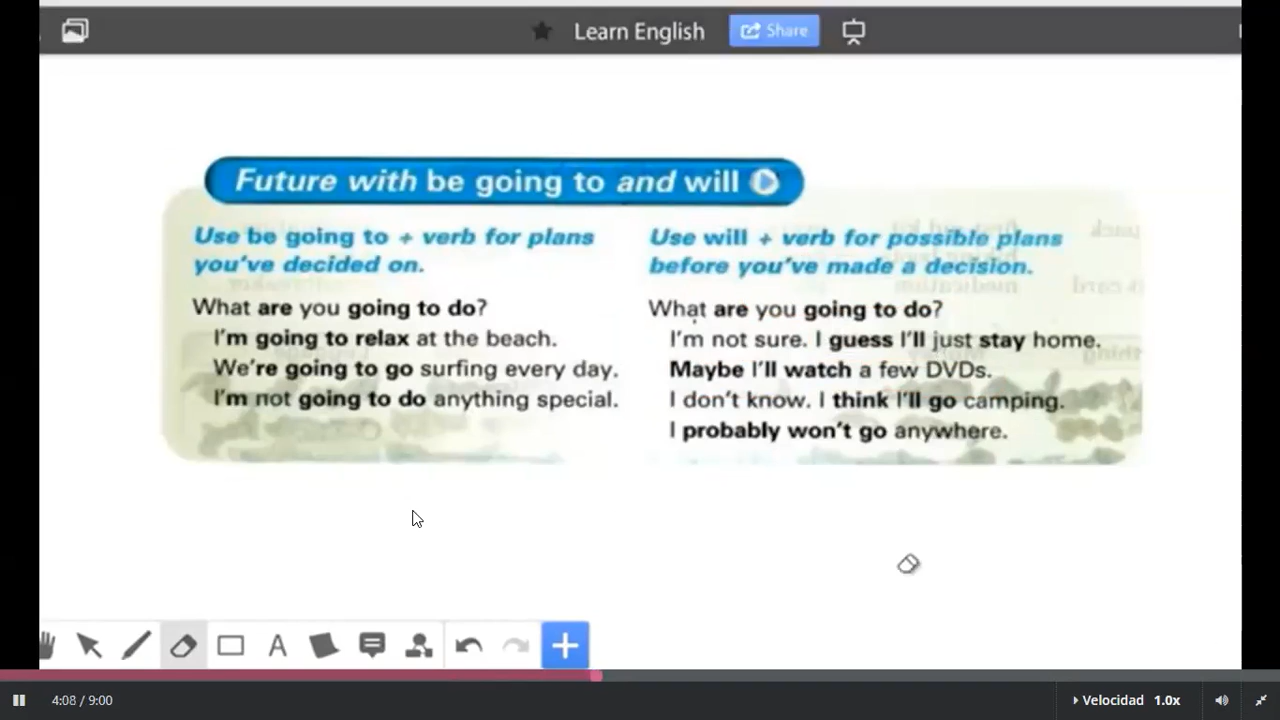 Learn English
Share
Future with be going to and will
Use be going to + verb for plans
you've decided on.
What are you going to do?
I'm going to relax at the beach.
We're going to go surfing every day.
I'm not going to do anything special.
Use will + verb for possible plans
before you've made a decision.
What are you going to do?
I'm not sure. I guess I'll just stay home.
Maybe I'll watch a few DVDs.
I don't know. I think I'll go camping.
I probably won't go anywhere.
A
4:08 / 9:00
Velocidad 1.0x